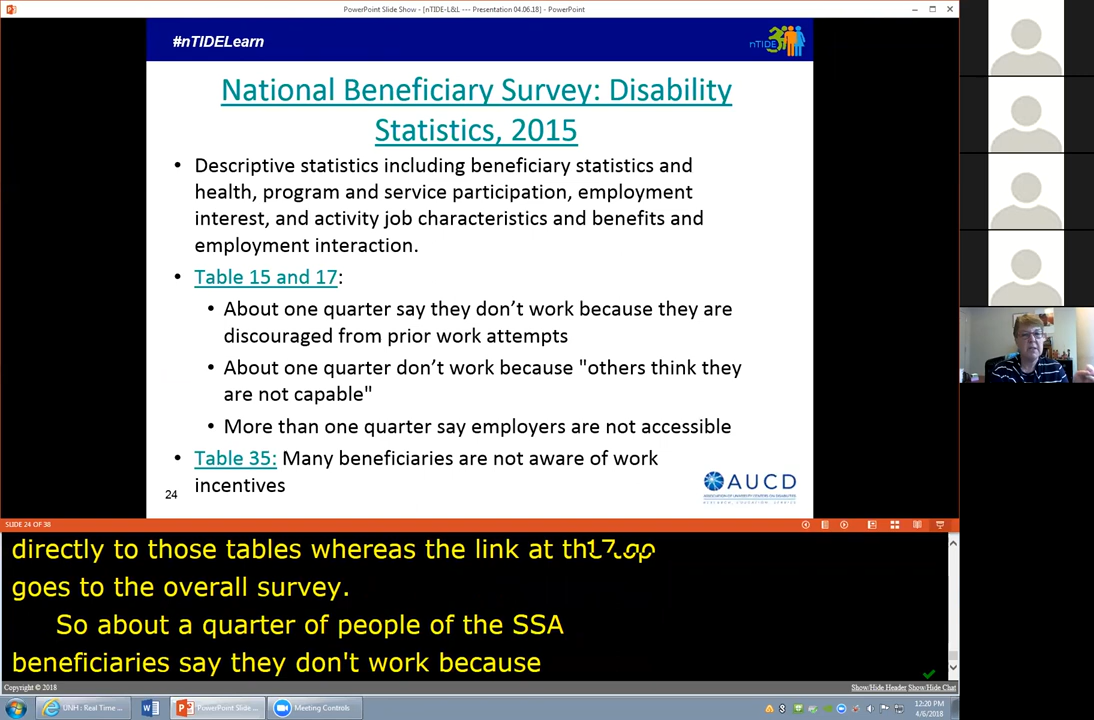 PowerPoint Slide Show - [nTIDE-L&L --- Presentation 04.06.18] - PowerPoint
#nTIDELearn
nTIDE
National Beneficiary Survey: Disability
Statistics, 2015
• Descriptive statistics including beneficiary statistics and
health, program and service participation, employment
interest, and activity job characteristics and benefits and
employment interaction.
• Table 15 and 17:
• About one quarter say they don’t work because they are
discouraged from prior work attempts
• About one quarter don’t work because "others think they
are not capable"
• More than one quarter say employers are not accessible
• Table 35: Many beneficiaries are not aware of work
incentives
24
AUCD
ASSOCIATION OF UNIVERSITY CENTERS ON DISABILITIES
RESEARCH, EDUCATION, SERVICE
SLIDE 24 OF 38
directly to those tables whereas the link at
goes to the overall survey.
So about a quarter of people of the SSA
beneficiaries say they don't work because
Copyright © 2018
Show/Hide Header Show/Hide Chat
UNH : Real Time ...
PowerPoint Slide ...
Meeting Controls
12:20 PM
4/6/2018